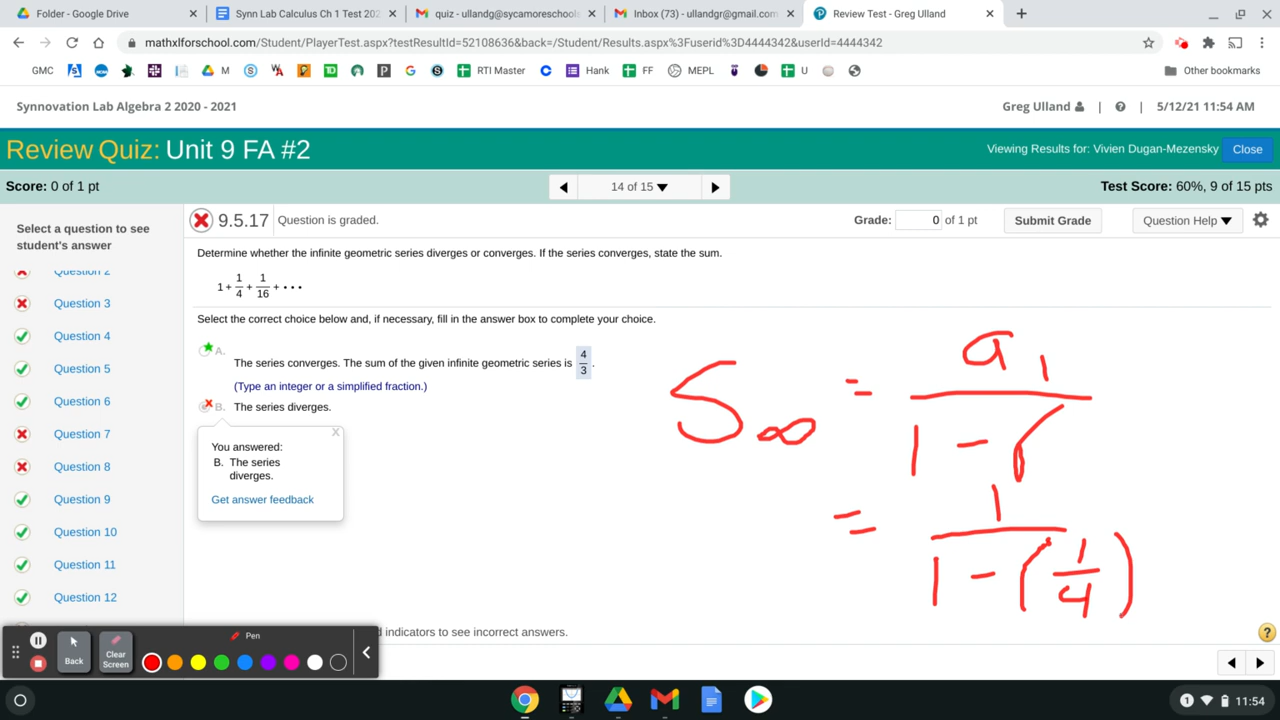 Folder - Google Drive
Synn Lab Calculus Ch 1 Test 202
quiz - ullandg@sycamoreschools
Inbox (73) - ullandgr@gmail.com
Review Test - Greg Ulland
mathxlforschool.com/Student/PlayerTest.aspx?testResultId=52108636&back=/Student/Results.aspx%3Fuserid%3D4444342&userId=4444342
GMC M RTI Master Hank FF MEPL U Other bookmarks
Synnovation Lab Algebra 2 2020 - 2021
Greg Ulland | | 5/12/21 11:54 AM
Review Quiz: Unit 9 FA #2
Viewing Results for: Vivien Dugan-Mezensky Close
Score: 0 of 1 pt
14 of 15
Test Score: 60%, 9 of 15 pts
Select a question to see student's answer
9.5.17 Question is graded.
Grade: 0 of 1 pt Submit Grade Question Help
Question 2
Question 3
Question 4
Question 5
Question 6
Question 7
Question 8
Question 9
Question 10
Question 11
Question 12
Determine whether the infinite geometric series diverges or converges. If the series converges, state the sum.
1 + 1/4 + 1/16 + • • •
Select the correct choice below and, if necessary, fill in the answer box to complete your choice.
A.
The series converges. The sum of the given infinite geometric series is 4/3.
(Type an integer or a simplified fraction.)
B. The series diverges.
You answered: X
B. The series
diverges.
Get answer feedback
S∞ = a1 / 1 - r
= 1 / 1 - (1/4)
d indicators to see incorrect answers.
Pen
Back
Clear Screen
1 11:54